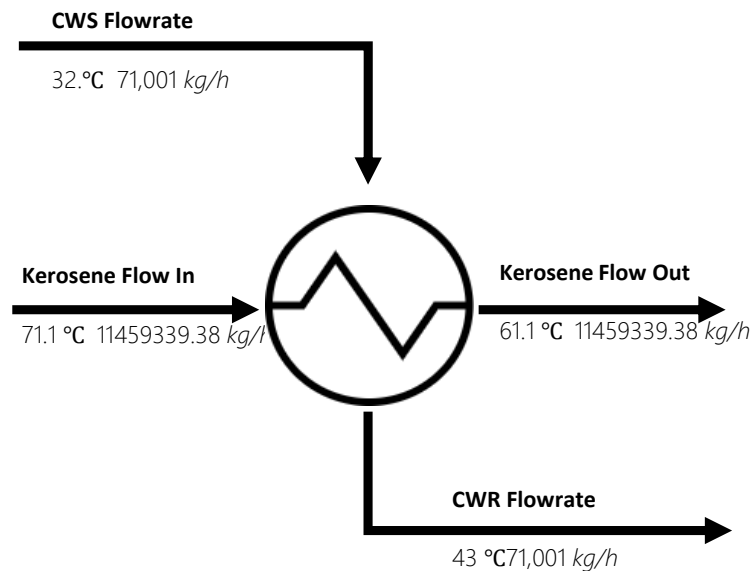 CWS Flowrate
32.℃ 71,001 kg/h
Kerosene Flow In
71.1 ℃ 11459339.38 kg/h
Kerosene Flow Out
61.1 ℃ 11459339.38 kg/h
CWR Flowrate
43 ℃71,001 kg/h